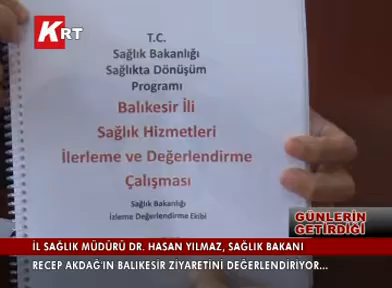 KRT
T.C.
Sağlık Bakanlığı
Sağlıkta Dönüşüm
Programı
Balıkesir İli
Sağlık Hizmetleri
İlerleme ve Değerlendirme
Çalışması
Sağlık Bakanlığı
İzleme Değerlendirme Ekibi
GÜNLERİN
GETİRDİĞİ
İL SAĞLIK MÜDÜRÜ DR. HASAN YILMAZ, SAĞLIK BAKANI
RECEP AKDAĞ'IN BALIKESİR ZİYARETİNİ DEĞERLENDİRİYOR...